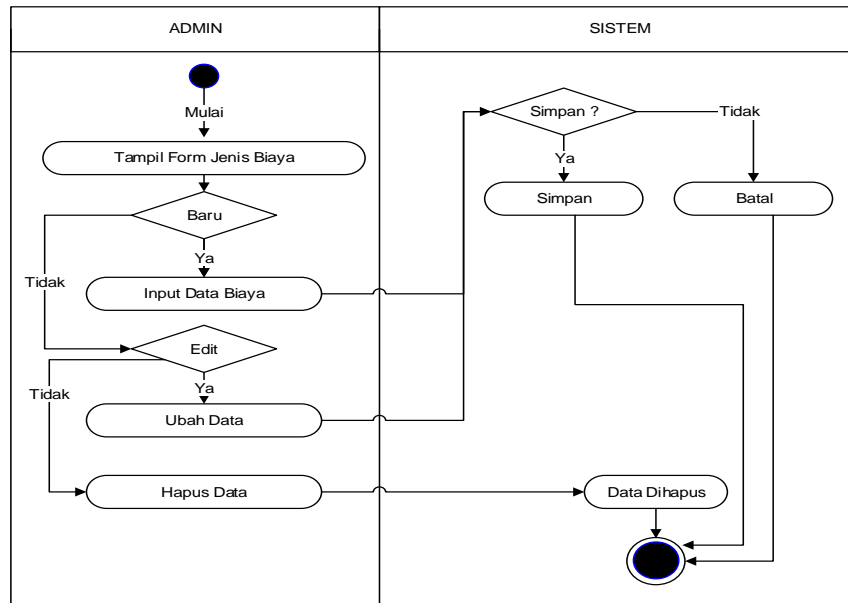 ADMIN
SISTEM
Mulai
Simpan ?
Tidak
Tampil Form Jenis Biaya
Ya
Baru
Simpan
Batal
Ya
Tidak
Input Data Biaya
Edit
Tidak
Ya
Ubah Data
Hapus Data
Data Dihapus